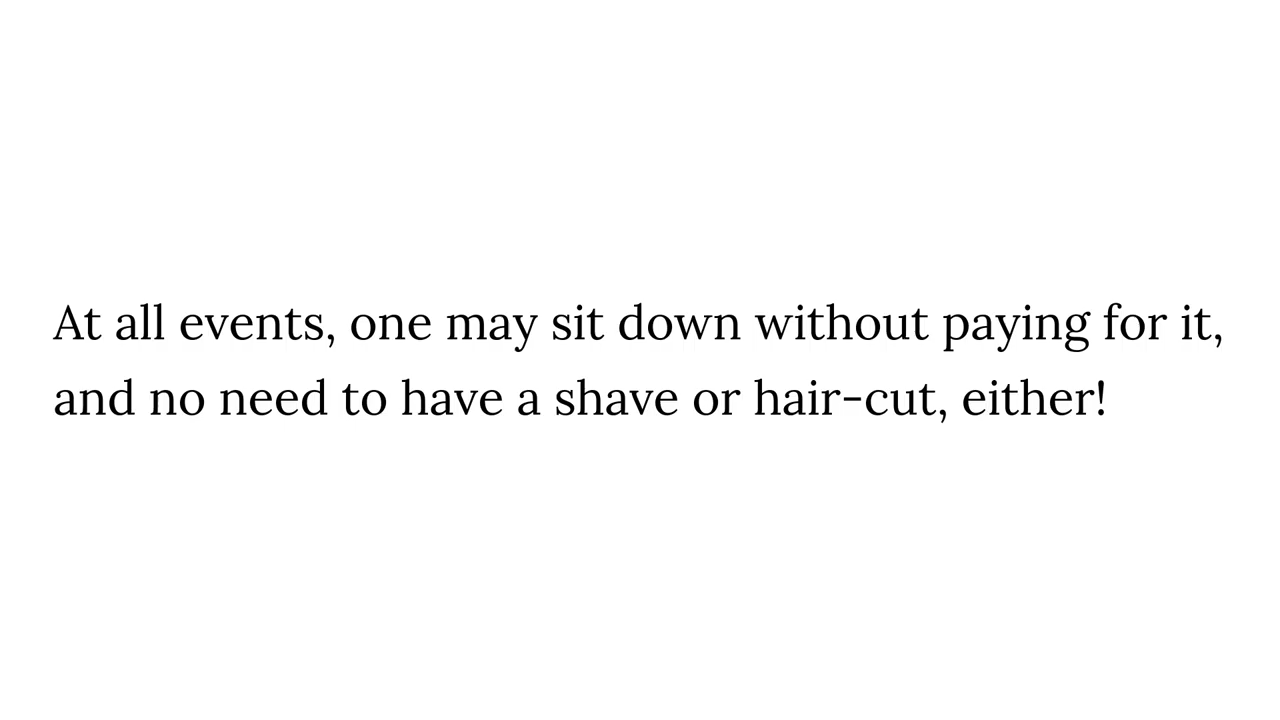 At all events, one may sit down without paying for it,
and no need to have a shave or hair-cut, either!